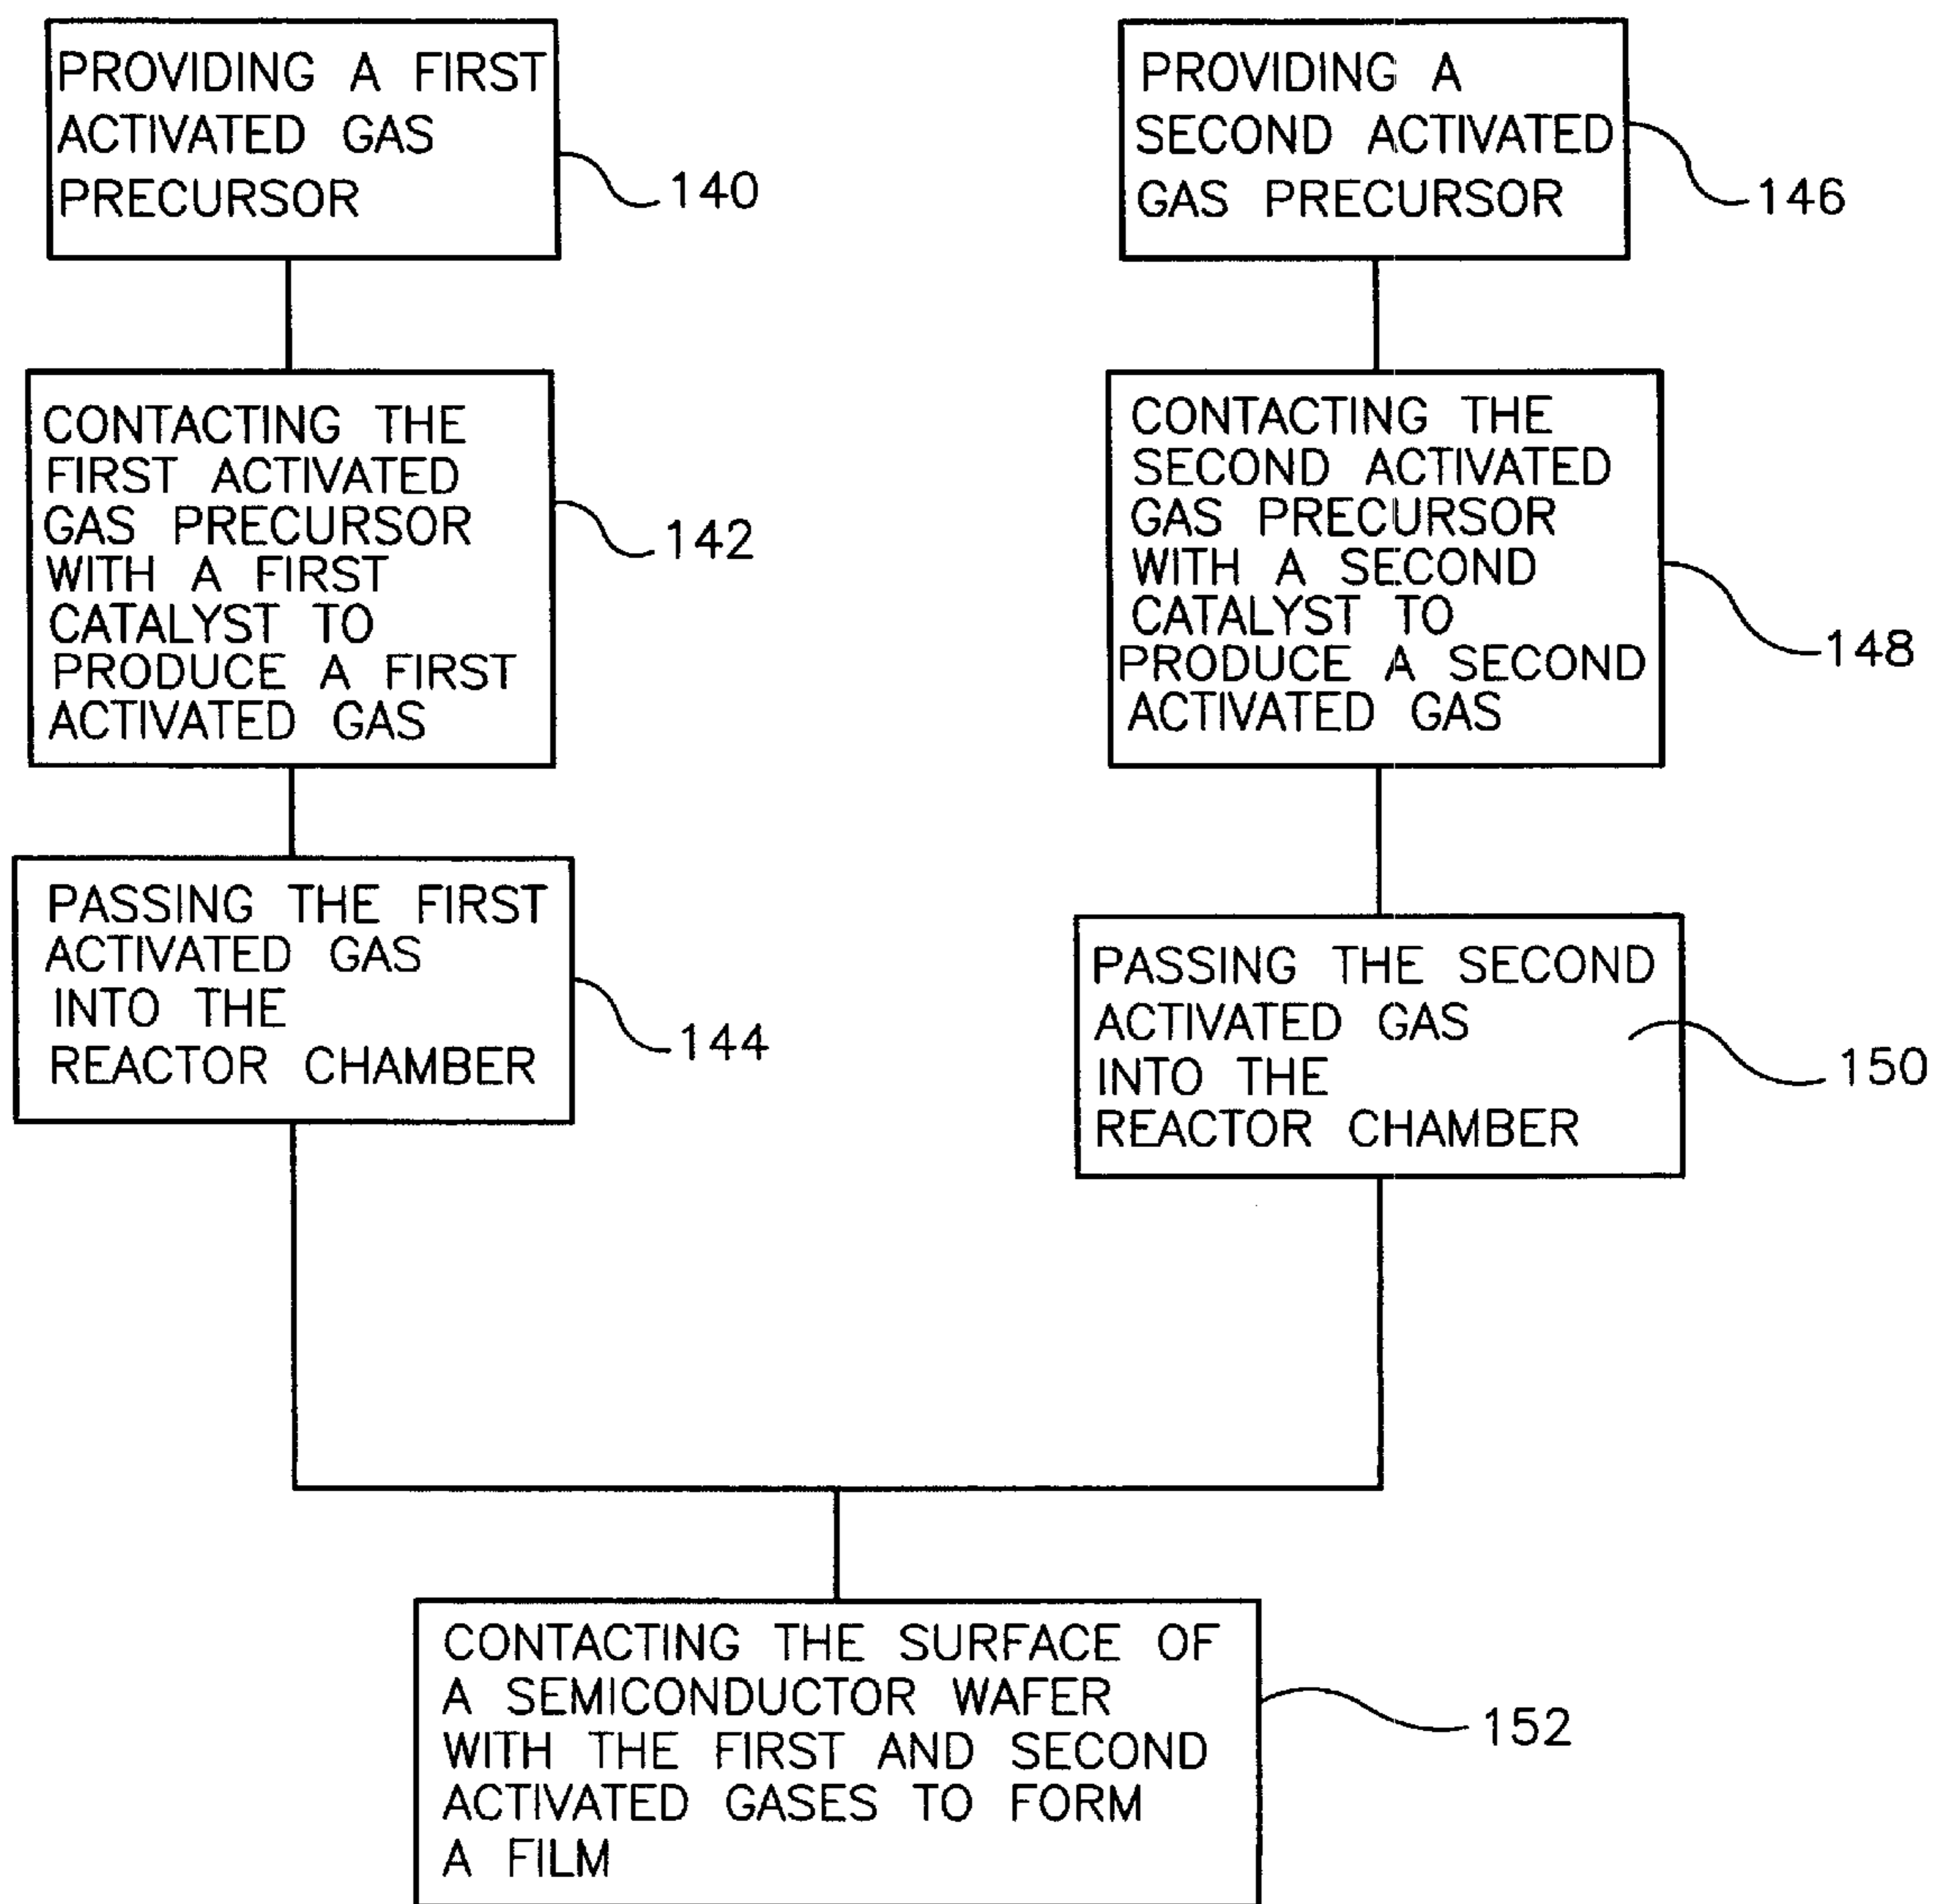 PROVIDING A FIRST
ACTIVATED GAS
PRECURSOR
140
CONTACTING THE
FIRST ACTIVATED
GAS PRECURSOR
WITH A FIRST
CATALYST TO
PRODUCE A FIRST
ACTIVATED GAS
142
PASSING THE FIRST
ACTIVATED GAS
INTO THE
REACTOR CHAMBER
144
PROVIDING A
SECOND ACTIVATED
GAS PRECURSOR
146
CONTACTING THE
SECOND ACTIVATED
GAS PRECURSOR
WITH A SECOND
CATALYST TO
PRODUCE A SECOND
ACTIVATED GAS
148
PASSING THE SECOND
ACTIVATED GAS
INTO THE
REACTOR CHAMBER
150
CONTACTING THE SURFACE OF
A SEMICONDUCTOR WAFER
WITH THE FIRST AND SECOND
ACTIVATED GASES TO FORM
A FILM
152